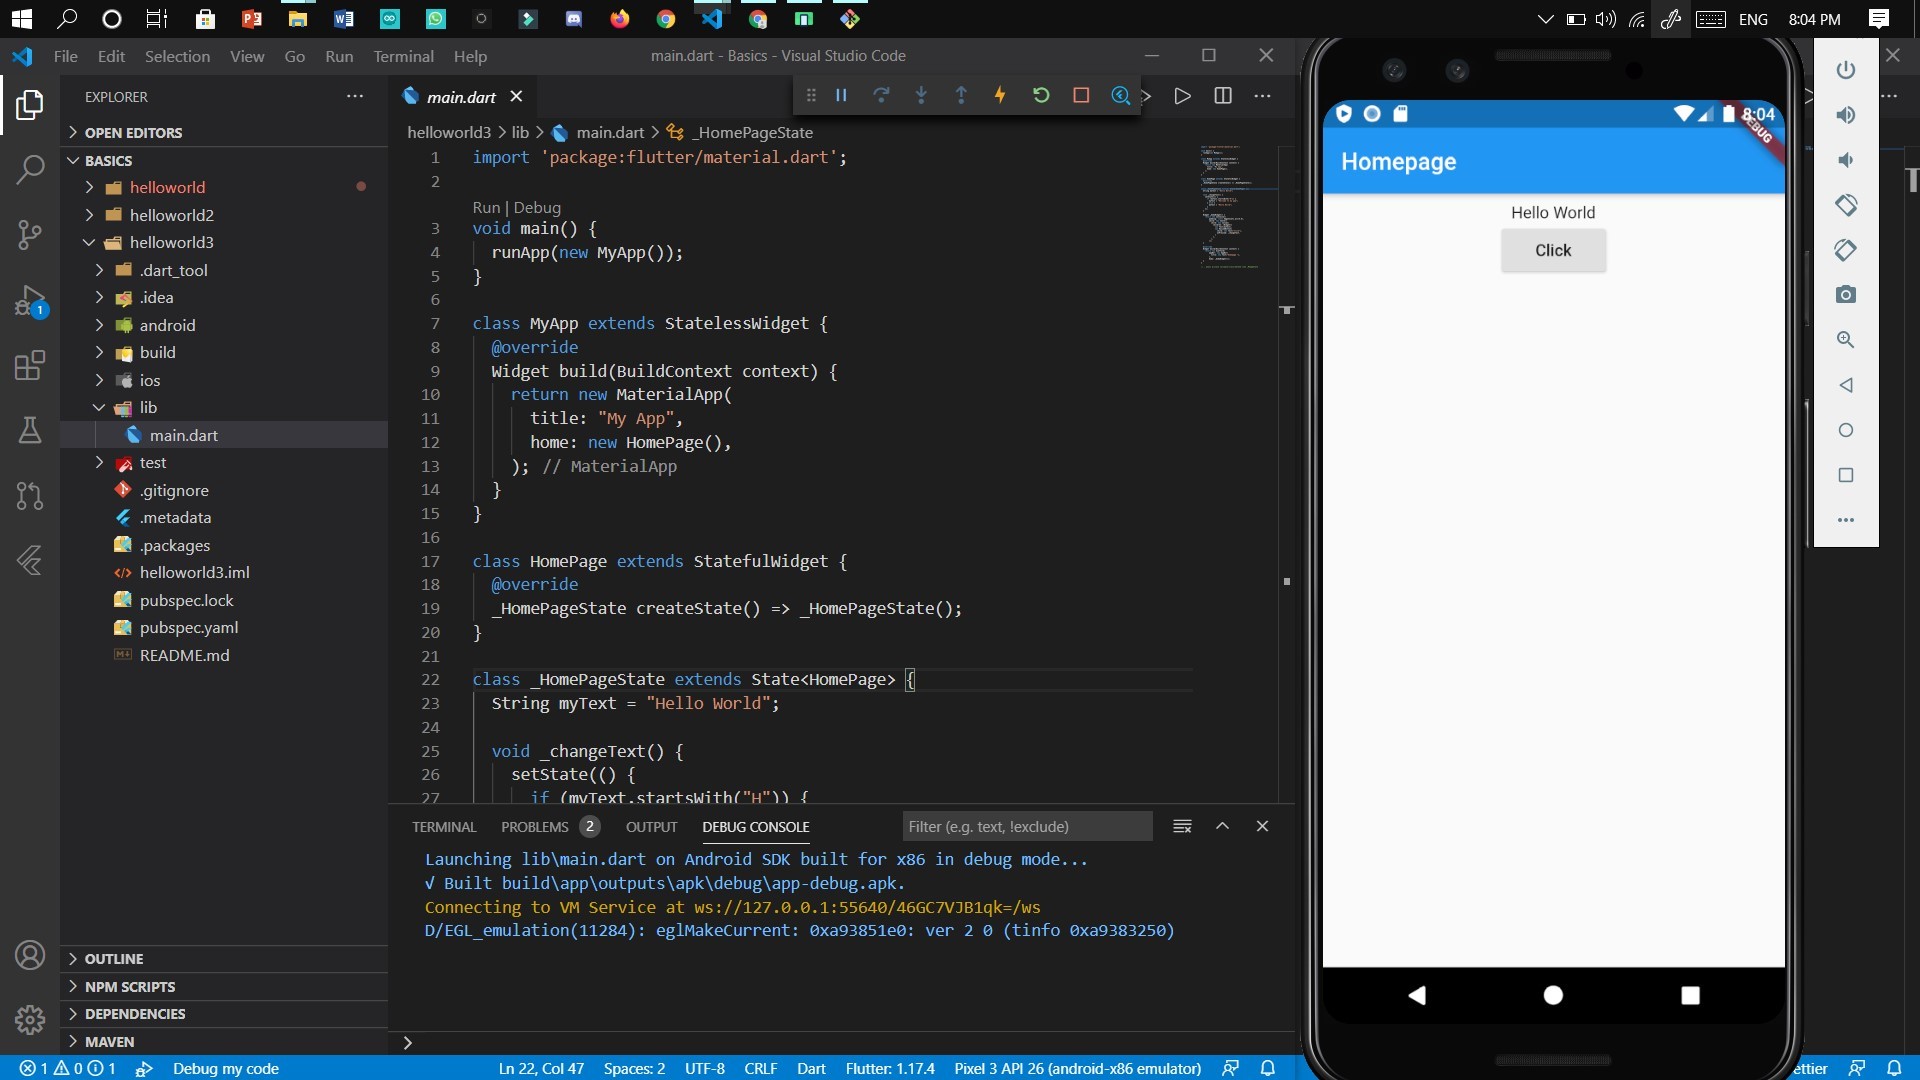 ENG 8:04 PM
File Edit Selection View Go Run Terminal Help
main.dart - Basics - Visual Studio Code
EXPLORER
OPEN EDITORS
BASICS
helloworld
helloworld2
helloworld3
.dart_tool
.idea
android
build
ios
lib
main.dart
test
.gitignore
.metadata
.packages
helloworld3.iml
pubspec.lock
pubspec.yaml
README.md
OUTLINE
NPM SCRIPTS
DEPENDENCIES
MAVEN
1
main.dart
helloworld3 > lib > main.dart > _HomePageState
1 import 'package:flutter/material.dart';
2
Run | Debug
3 void main() {
4 runApp(new MyApp());
5 }
6
7 class MyApp extends StatelessWidget {
8 @override
9 Widget build(BuildContext context) {
10 return new MaterialApp(
11 title: "My App",
12 home: new HomePage(),
13 ); // MaterialApp
14 }
15 }
16
17 class HomePage extends StatefulWidget {
18 @override
19 _HomePageState createState() => _HomePageState();
20 }
21
22 class _HomePageState extends State<HomePage> {
23 String myText = "Hello World";
24
25 void _changeText() {
26 setState(() {
27 if (myText.startsWith("H")) {
TERMINAL PROBLEMS 2 OUTPUT DEBUG CONSOLE
Filter (e.g. text, !exclude)
Launching lib\main.dart on Android SDK built for x86 in debug mode...
√ Built build\app\outputs\apk\debug\app-debug.apk.
Connecting to VM Service at ws://127.0.0.1:55640/46GC7VJB1qk=/ws
D/EGL_emulation(11284): eglMakeCurrent: 0xa93851e0: ver 2 0 (tinfo 0xa9383250)
1 0 1 Debug my code Ln 22, Col 47 Spaces: 2 UTF-8 CRLF Dart Flutter: 1.17.4 Pixel 3 API 26 (android-x86 emulator)
ettier
8:04
DEBUG
Homepage
Hello World
Click